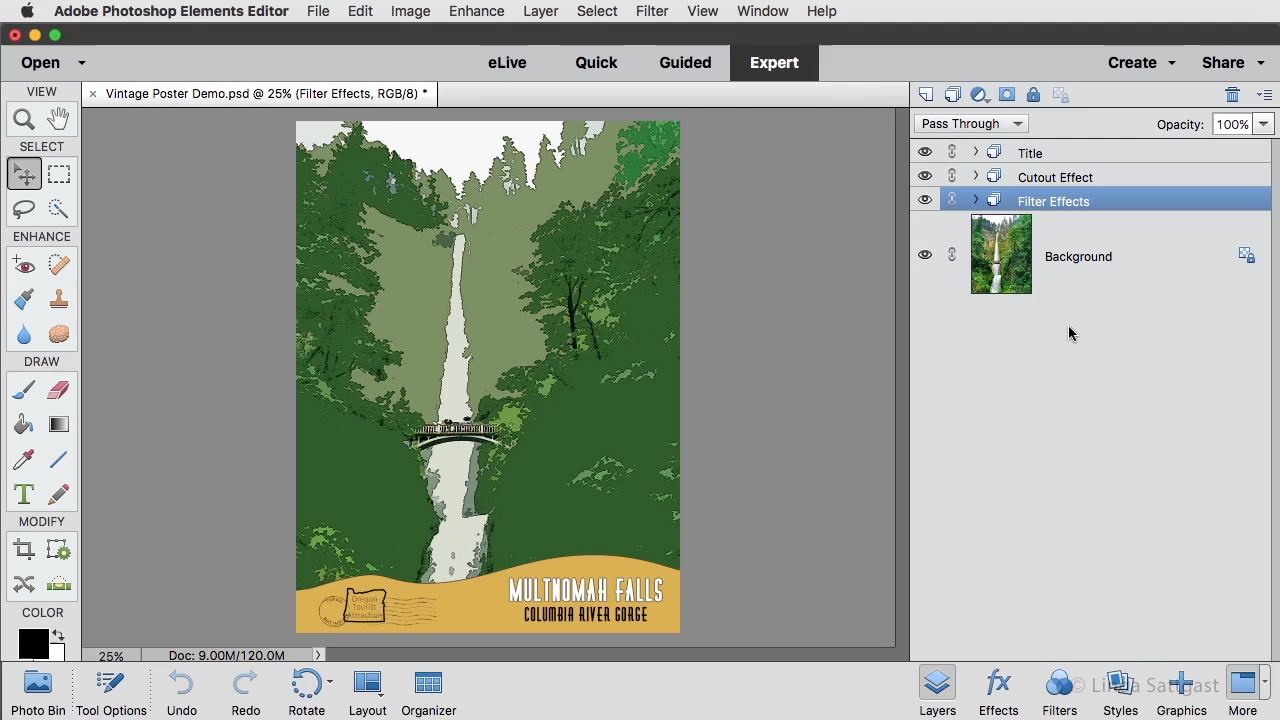 Adobe Photoshop Elements Editor File Edit Image Enhance Layer Select Filter View Window Help
Open eLive Quick Guided Expert Create Share
VIEW
× Vintage Poster Demo.psd @ 25% (Filter Effects, RGB/8) *
Pass Through Opacity: 100%
SELECT
Title
Cutout Effect
Filter Effects
ENHANCE
Background
DRAW
T
MODIFY
MULTNOMAH FALLS
Oregon
Tourist
Attraction
COLUMBIA RIVER GORGE
COLOR
25% Doc: 9.00M/120.0M
© Linda Sattgast
Photo Bin Tool Options Undo Redo Rotate Layout Organizer Layers Effects Filters Styles Graphics More